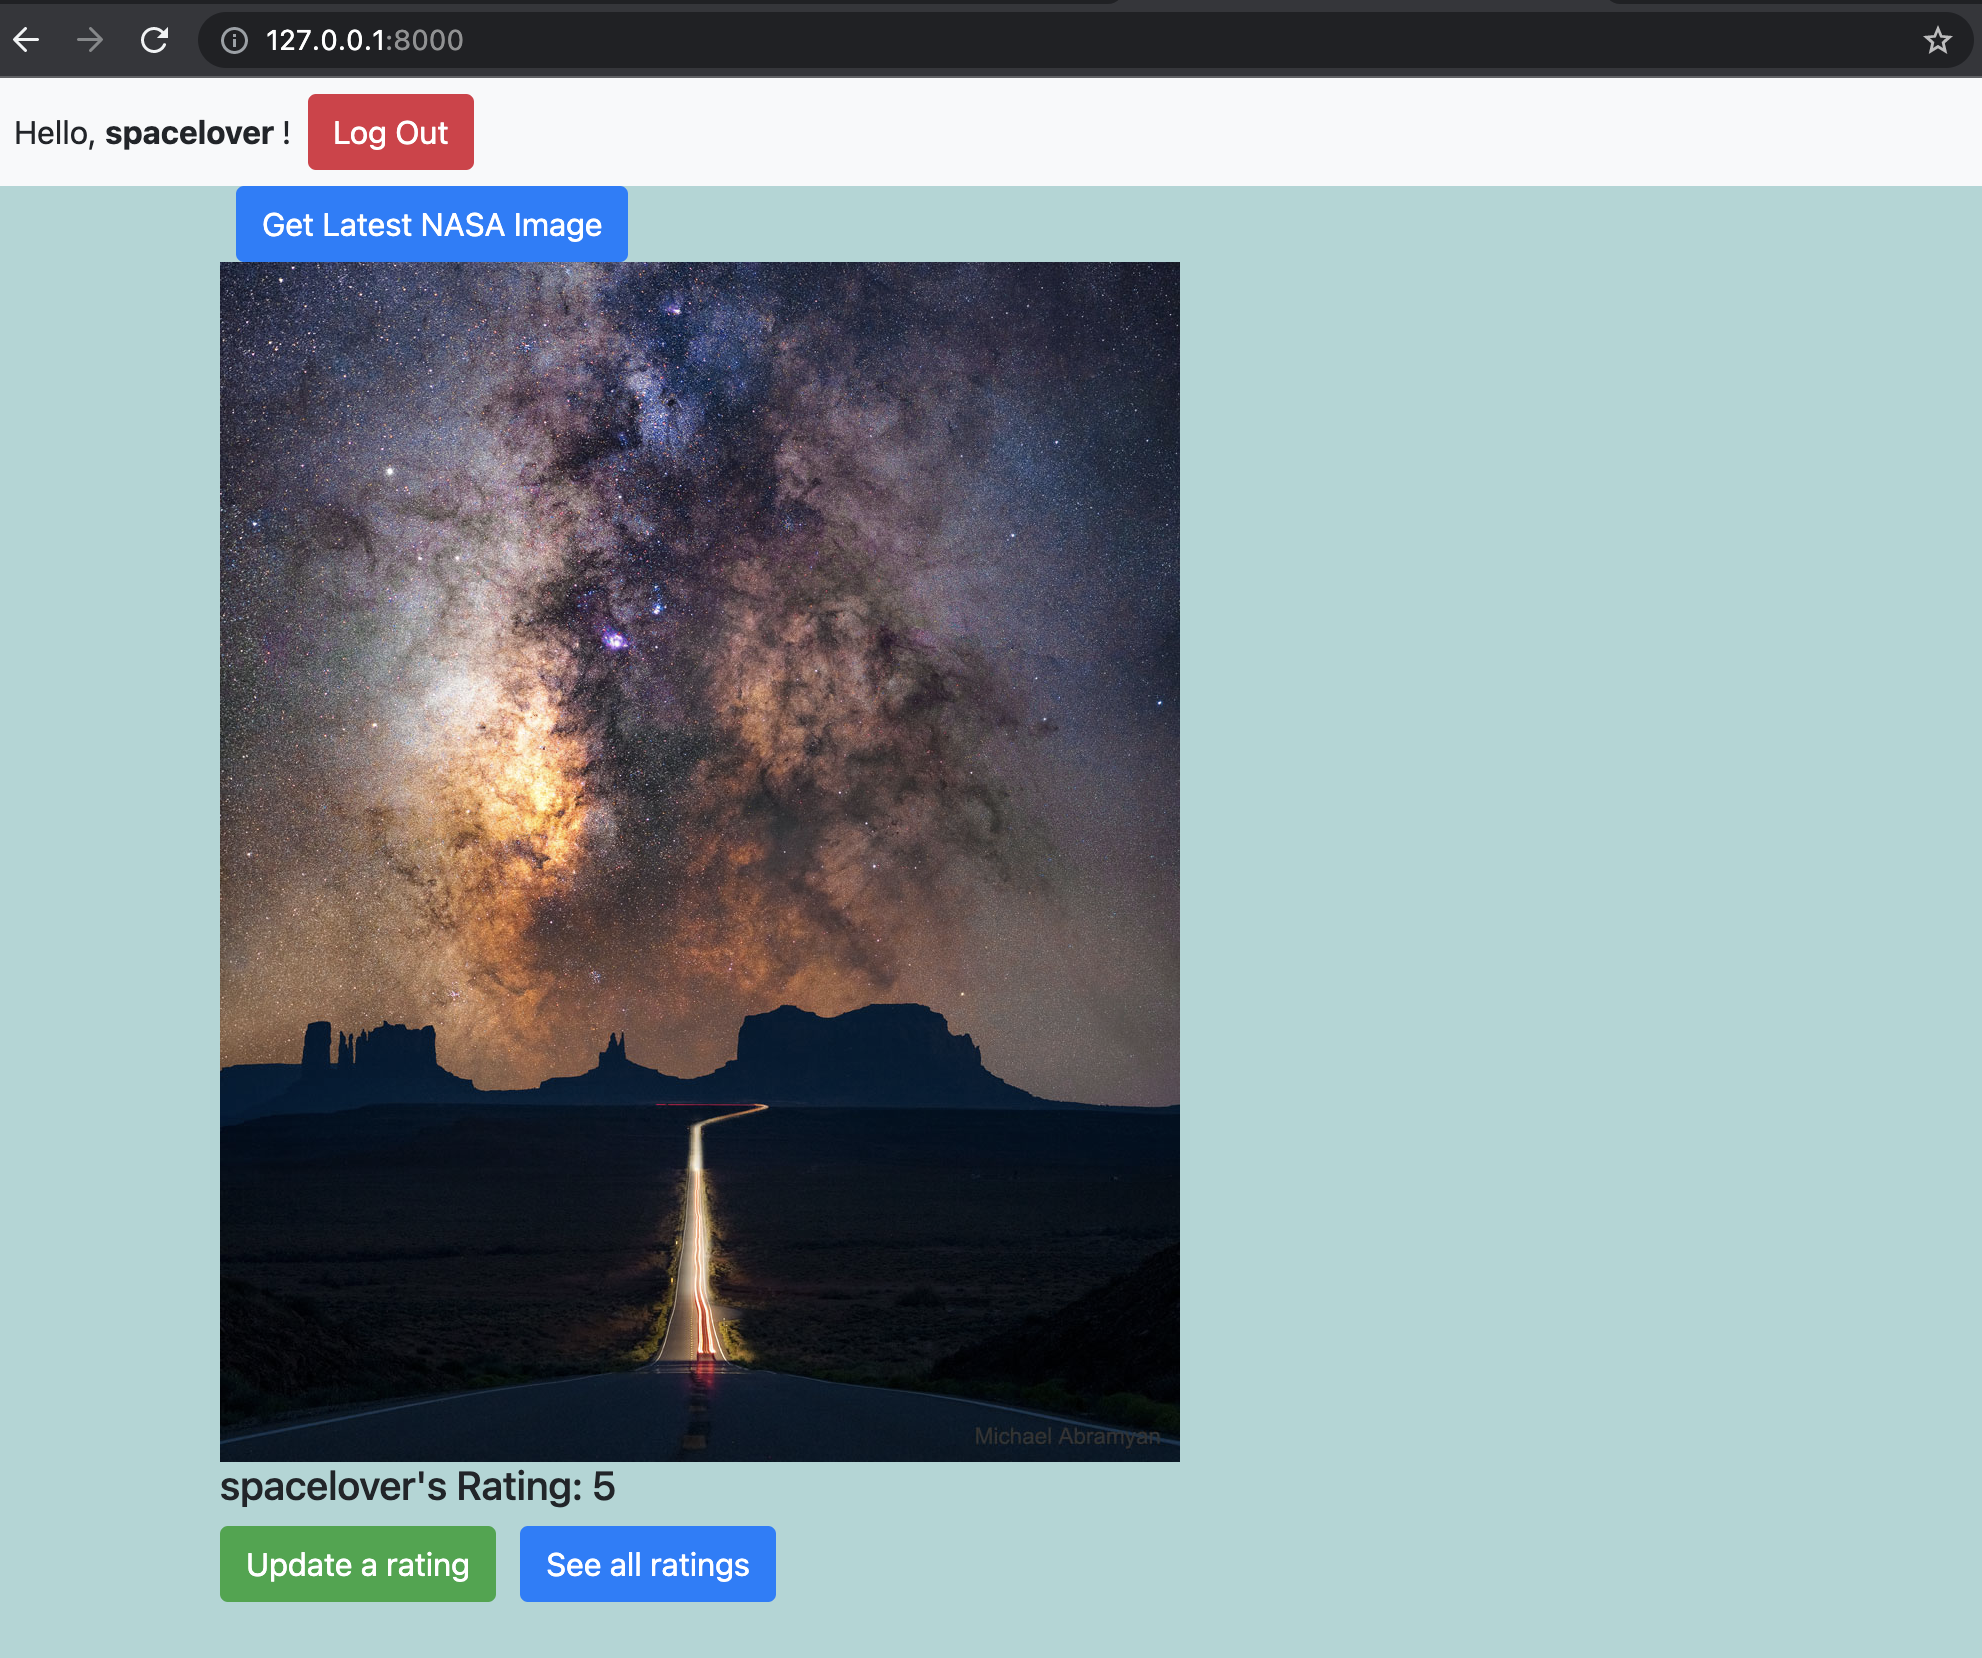 127.0.0.1:8000
Hello, spacelover ! Log Out
Get Latest NASA Image
Michael Abramyan
spacelover's Rating: 5
Update a rating See all ratings